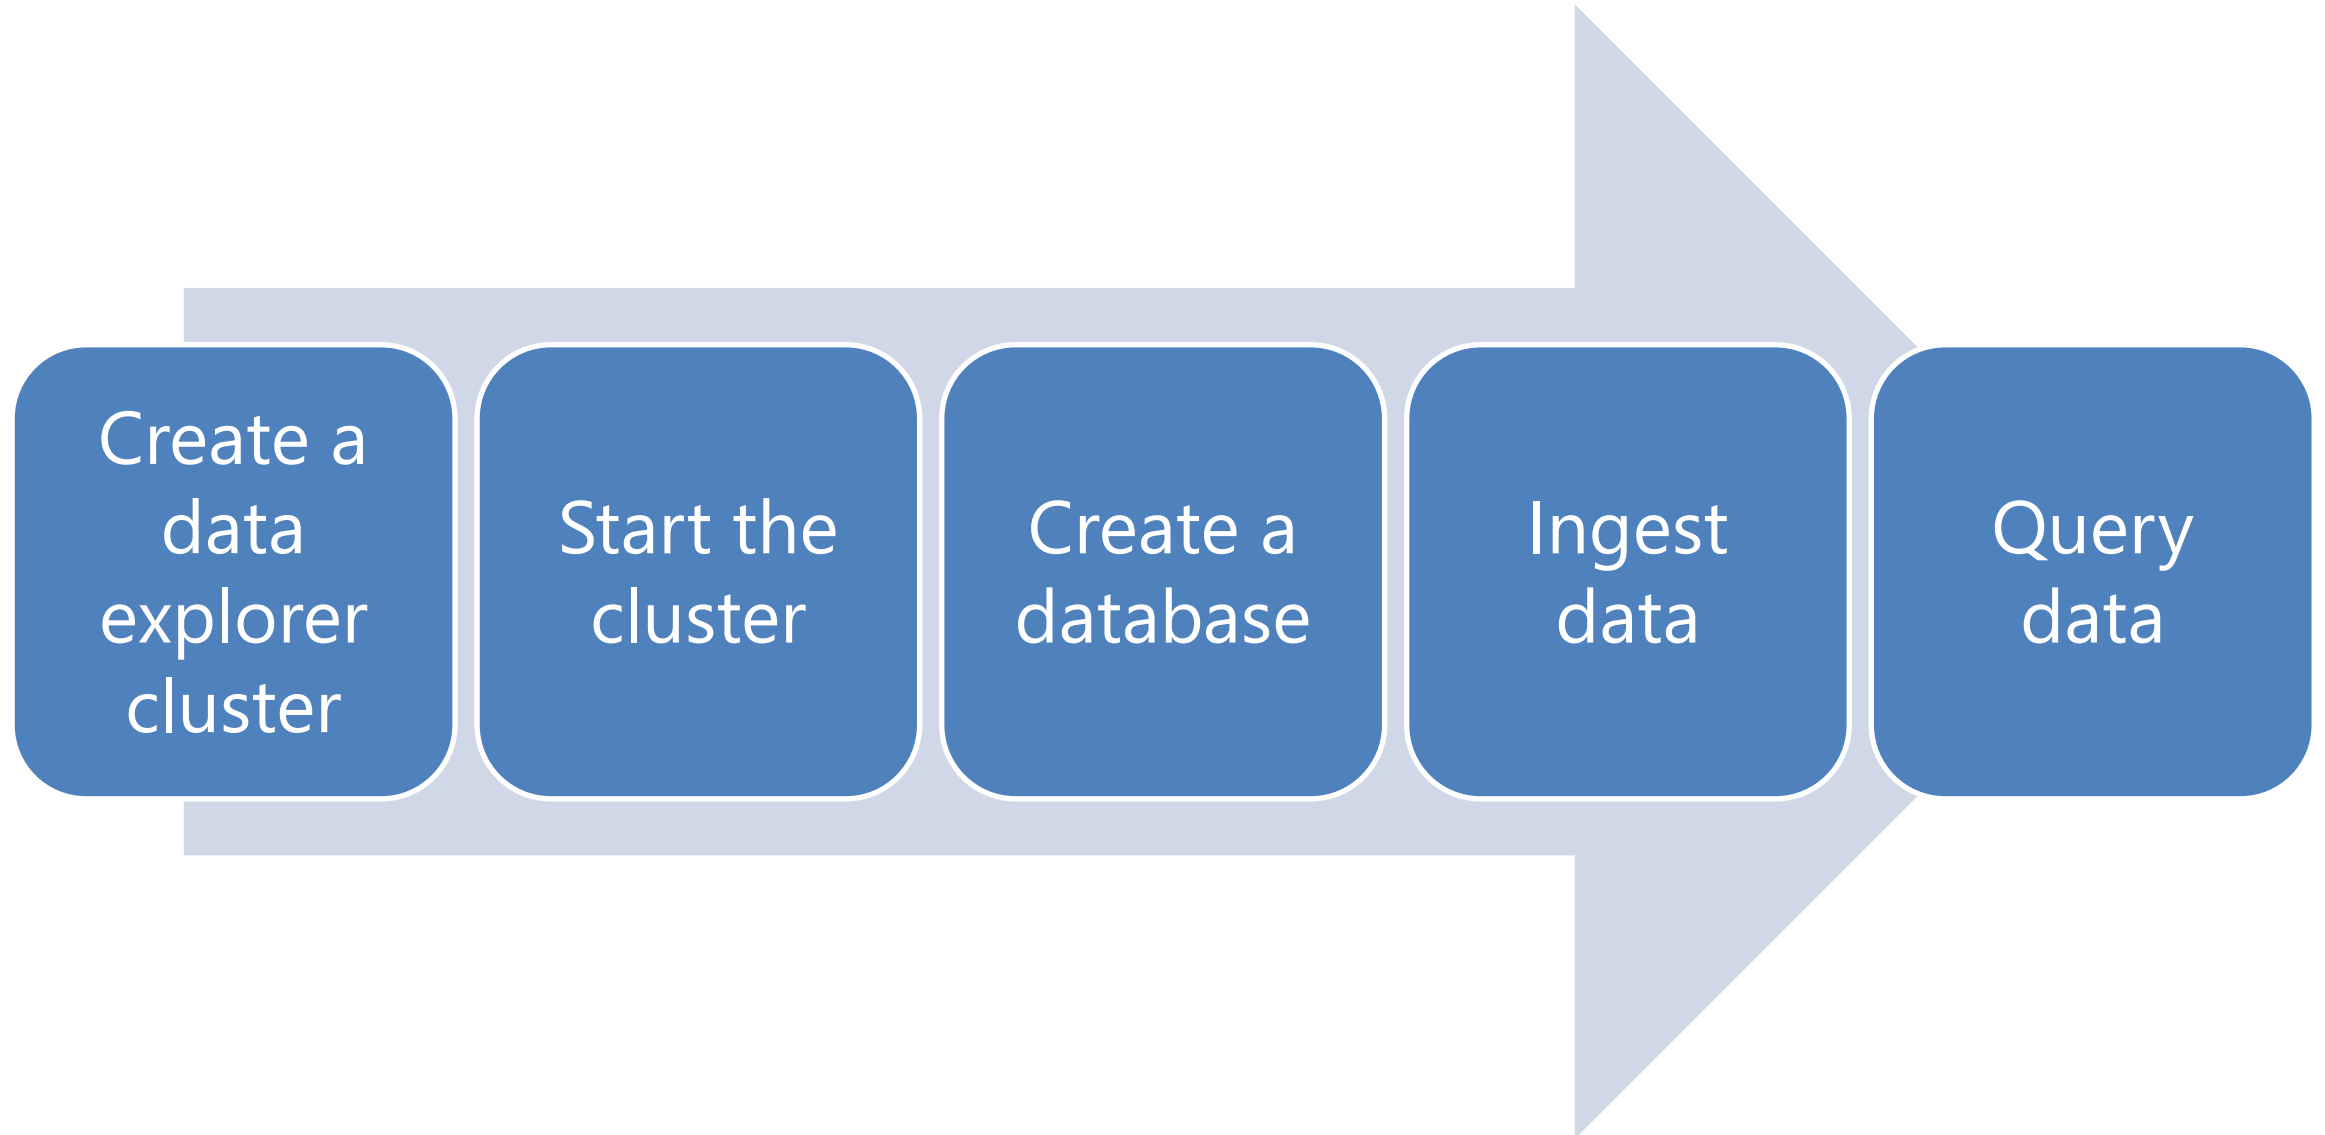 Create a
data
explorer
cluster
Start the
cluster
Create a
database
Ingest
data
Query
data